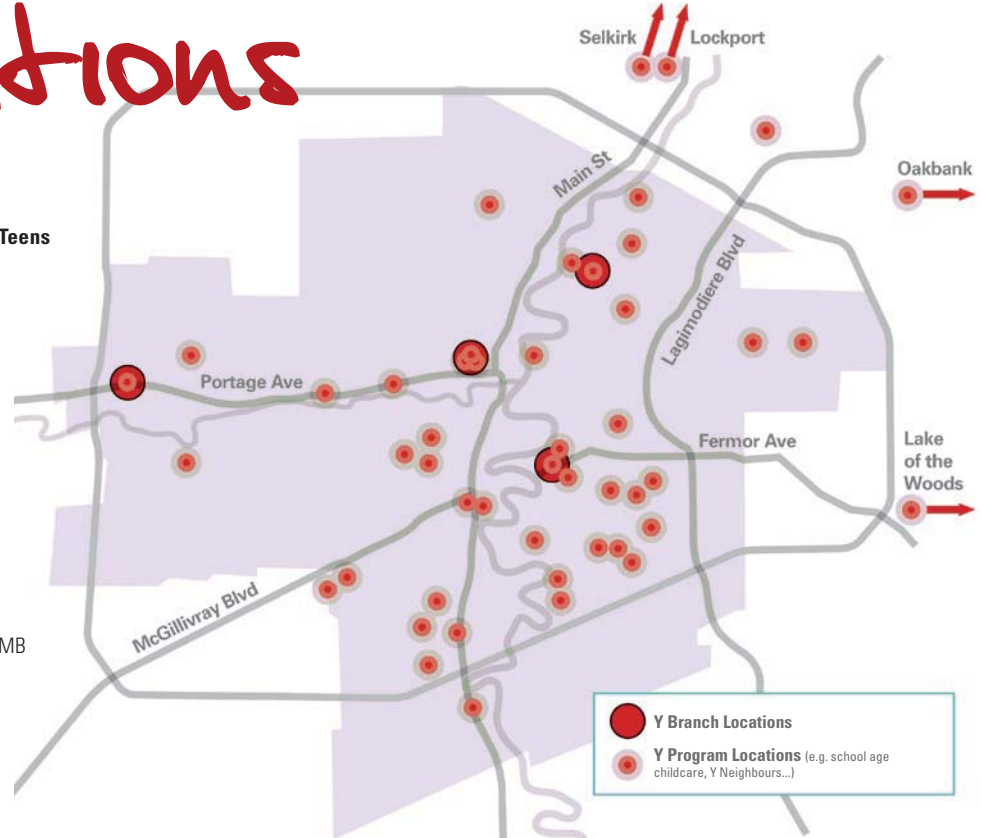 tions
Selkirk
Lockport
Main St
Oakbank
Teens
Lagimodiere Blvd
Portage Ave
Fermor Ave
Lake
of the
Woods
McGillivray Blvd
MB
Y Branch Locations
Y Program Locations (e.g. school age
childcare, Y Neighbours...)